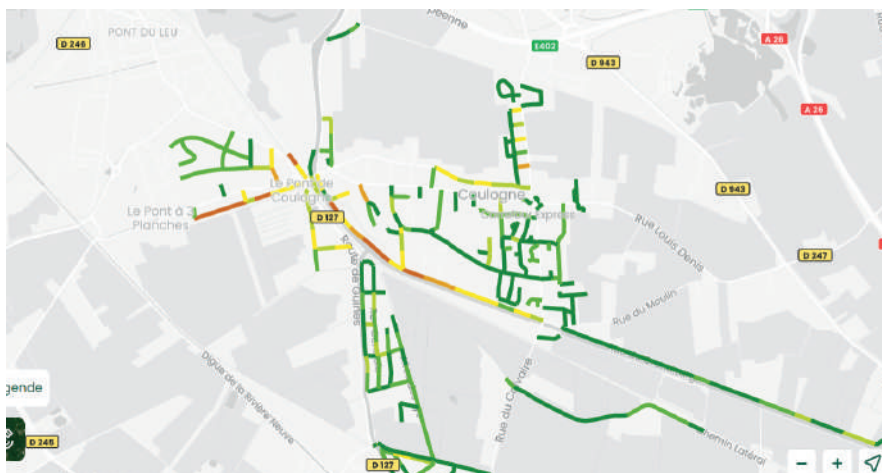 PONT DU LEU
D 246
E402
D 943
A 26
A 26
Le Pont de
Coulogne
Coulogne
D 943
Le Pont à 3
Planches
D 127
Rue Louis Denis
D 247
Route de Guînes
Rue du Moulin
Rue du Calvaire
Digue de la Rivière Neuve
gende
D 245
D 127
Chemin Latéral
− +